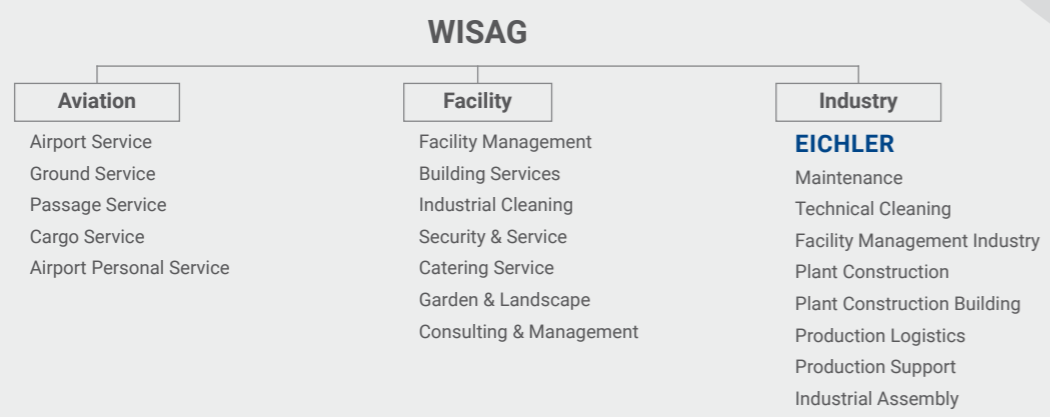 WISAG
Aviation
Airport Service
Ground Service
Passage Service
Cargo Service
Airport Personal Service
Facility
Facility Management
Building Services
Industrial Cleaning
Security & Service
Catering Service
Garden & Landscape
Consulting & Management
Industry
EICHLER
Maintenance
Technical Cleaning
Facility Management Industry
Plant Construction
Plant Construction Building
Production Logistics
Production Support
Industrial Assembly